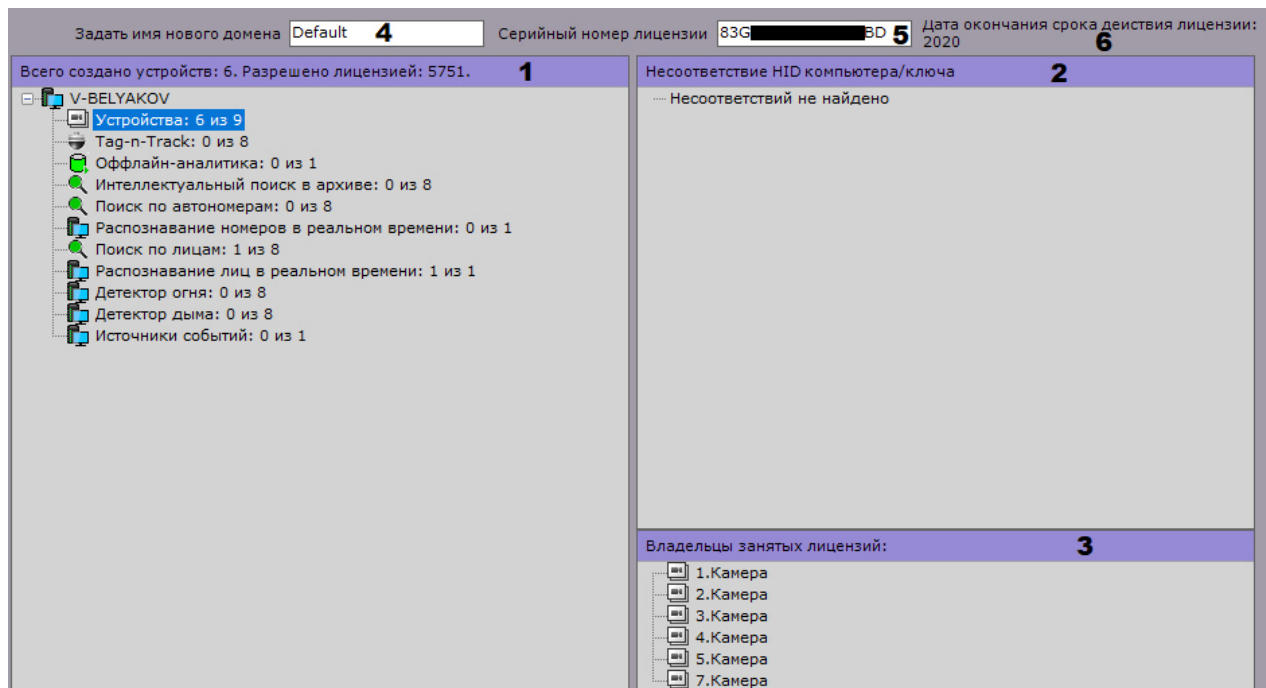 Задать имя нового домена Default 4 Серийный номер лицензии 83G BD 5 Дата окончания срока действия лицензии:
2020 6
Всего создано устройств: 6. Разрешено лицензией: 5751. 1
V-BELYAKOV
Устройства: 6 из 9
Tag-n-Track: 0 из 8
Оффлайн-аналитика: 0 из 1
Интеллектуальный поиск в архиве: 0 из 8
Поиск по автономерам: 0 из 8
Распознавание номеров в реальном времени: 0 из 1
Поиск по лицам: 1 из 8
Распознавание лиц в реальном времени: 1 из 1
Детектор огня: 0 из 8
Детектор дыма: 0 из 8
Источники событий: 0 из 1
Несоответствие HID компьютера/ключа 2
Несоответствий не найдено
Владельцы занятых лицензий: 3
1.Камера
2.Камера
3.Камера
4.Камера
5.Камера
7.Камера